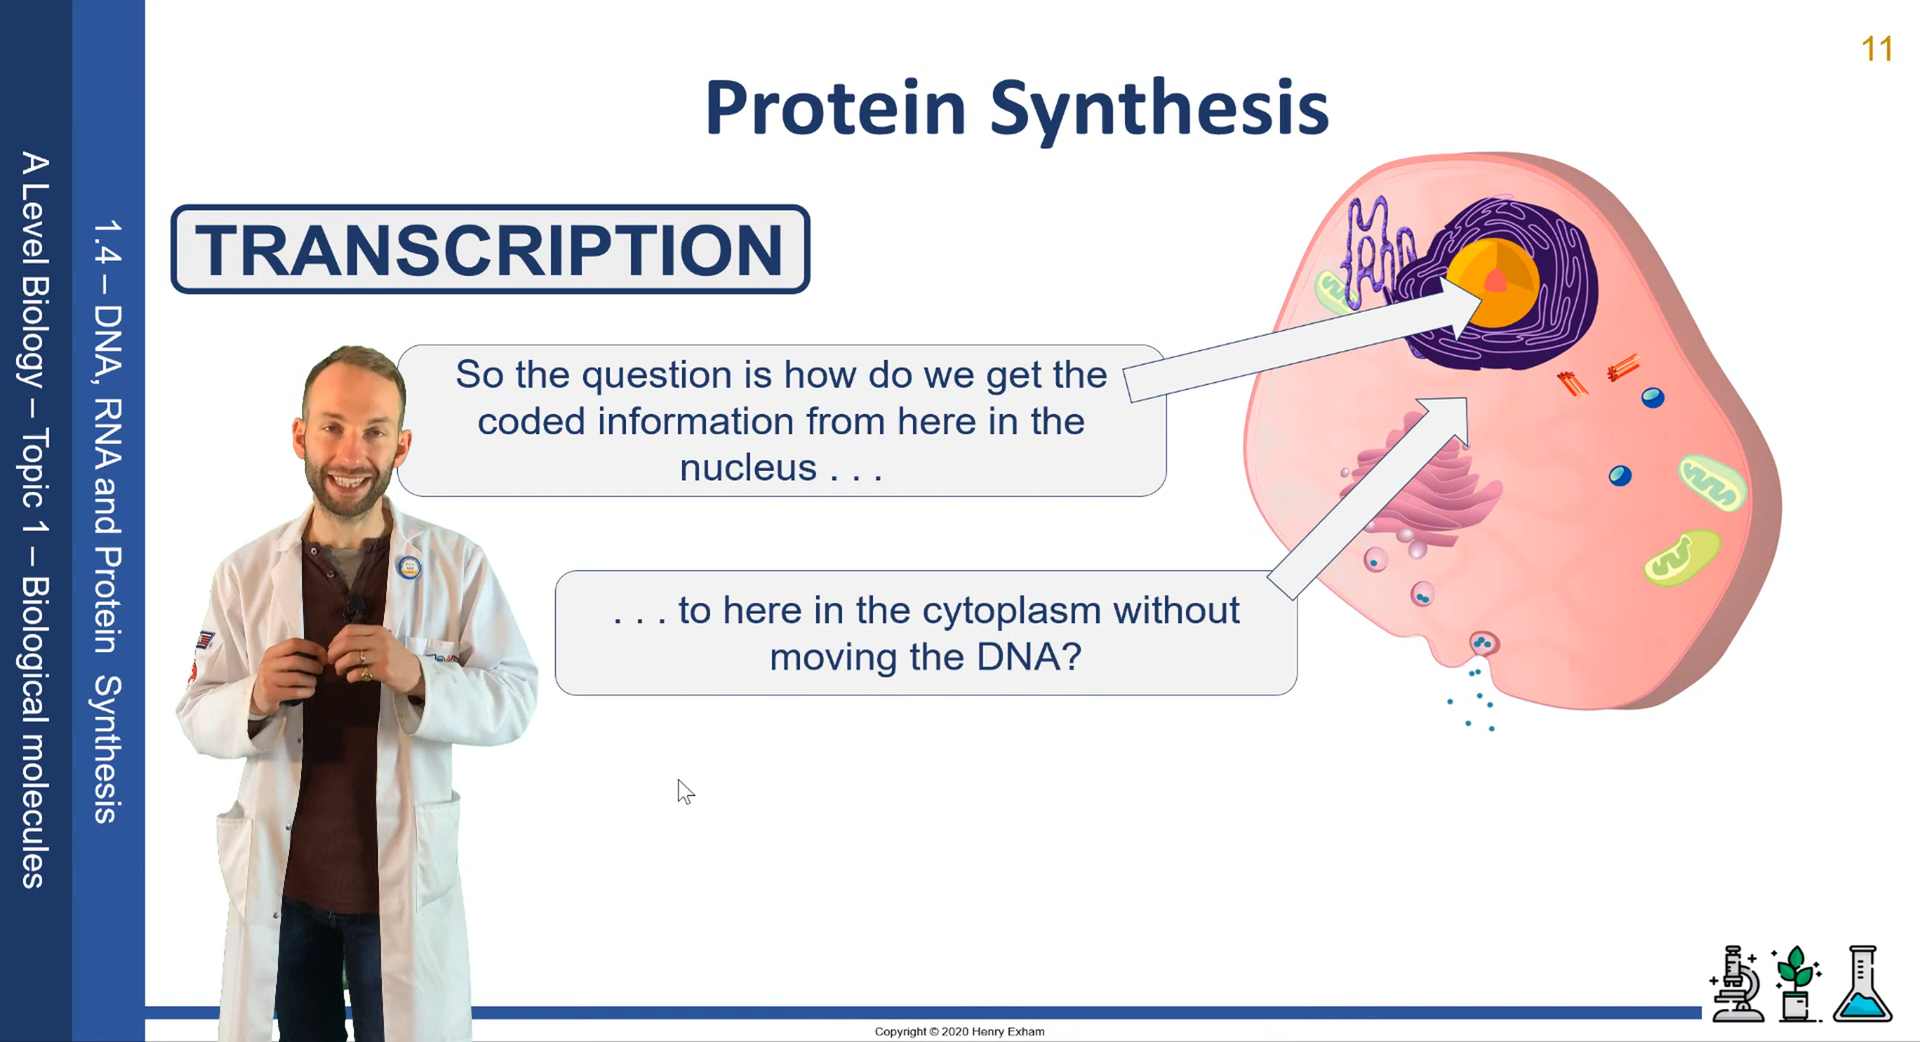 11
Protein Synthesis
TRANSCRIPTION
So the question is how do we get the
coded information from here in the
nucleus . . .
. . . to here in the cytoplasm without
moving the DNA?
A Level Biology – Topic 1 – Biological molecules
1.4 – DNA, RNA and Protein Synthesis
Copyright © 2020 Henry Exham